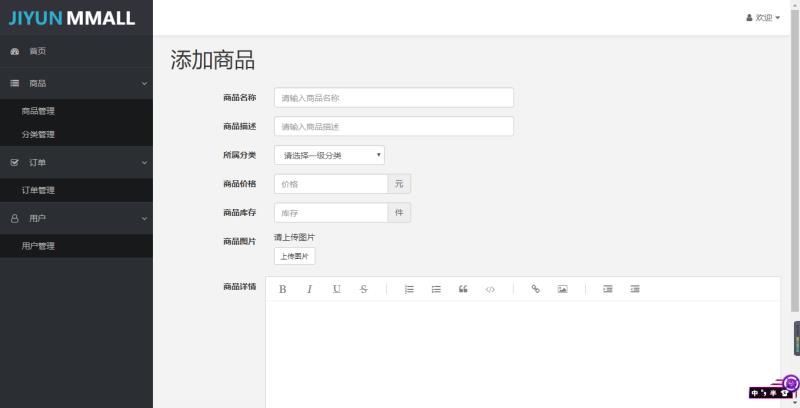 JIYUN MMALL
欢迎
首页
商品
商品管理
分类管理
订单
订单管理
用户
用户管理
添加商品
商品名称
请输入商品名称
商品描述
请输入商品描述
所属分类
请选择一级分类
商品价格
价格
元
商品库存
库存
件
商品图片
请上传图片
上传图片
商品详情
B I U S
中 半